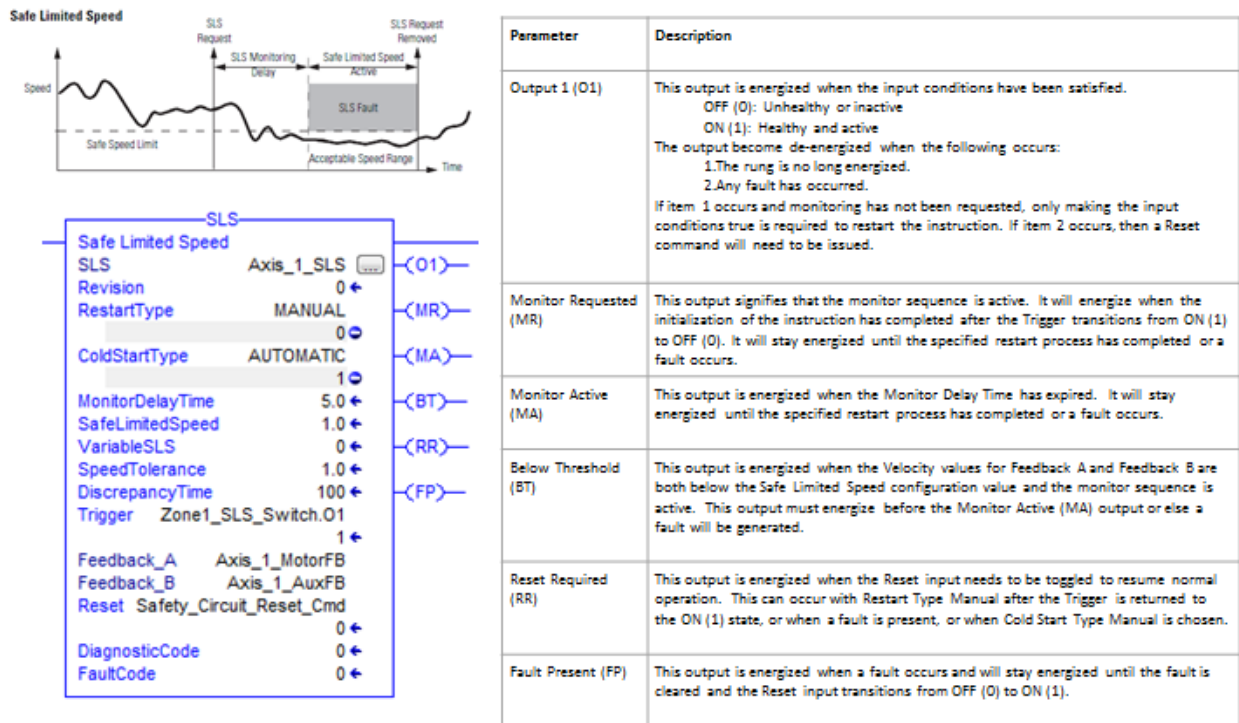 Safe Limited Speed
SLS
Request
SLS Request
Removed
SLS Monitoring
Delay
Safe Limited Speed
Active
Speed
SLS Fault
Safe Speed Limit
Acceptable Speed Range
Time
SLS
Safe Limited Speed
SLS Axis_1_SLS ... (O1)
Revision 0
RestartType MANUAL (MR)
0
ColdStartType AUTOMATIC (MA)
1
MonitorDelayTime 5.0 (BT)
SafeLimitedSpeed 1.0
VariableSLS 0 (RR)
SpeedTolerance 1.0
DiscrepancyTime 100 (FP)
Trigger Zone1_SLS_Switch.O1
1
Feedback_A Axis_1_MotorFB
Feedback_B Axis_1_AuxFB
Reset Safety_Circuit_Reset_Cmd
0
DiagnosticCode 0
FaultCode 0
Parameter Description
Output 1 (O1)
This output is energized when the input conditions have been satisfied.
OFF (0): Unhealthy or inactive
ON (1): Healthy and active
The output become de-energized when the following occurs:
1.The rung is no long energized.
2.Any fault has occurred.
If item 1 occurs and monitoring has not been requested, only making the input
conditions true is required to restart the instruction. If item 2 occurs, then a Reset
command will need to be issued.
Monitor Requested
(MR)
This output signifies that the monitor sequence is active. It will energize when the
initialization of the instruction has completed after the Trigger transitions from ON (1)
to OFF (0). It will stay energized until the specified restart process has completed or a
fault occurs.
Monitor Active
(MA)
This output is energized when the Monitor Delay Time has expired. It will stay
energized until the specified restart process has completed or a fault occurs.
Below Threshold
(BT)
This output is energized when the Velocity values for Feedback A and Feedback B are
both below the Safe Limited Speed configuration value and the monitor sequence is
active. This output must energize before the Monitor Active (MA) output or else a
fault will be generated.
Reset Required
(RR)
This output is energized when the Reset input needs to be toggled to resume normal
operation. This can occur with Restart Type Manual after the Trigger is returned to
the ON (1) state, or when a fault is present, or when Cold Start Type Manual is chosen.
Fault Present (FP)
This output is energized when a fault occurs and will stay energized until the fault is
cleared and the Reset input transitions from OFF (0) to ON (1).